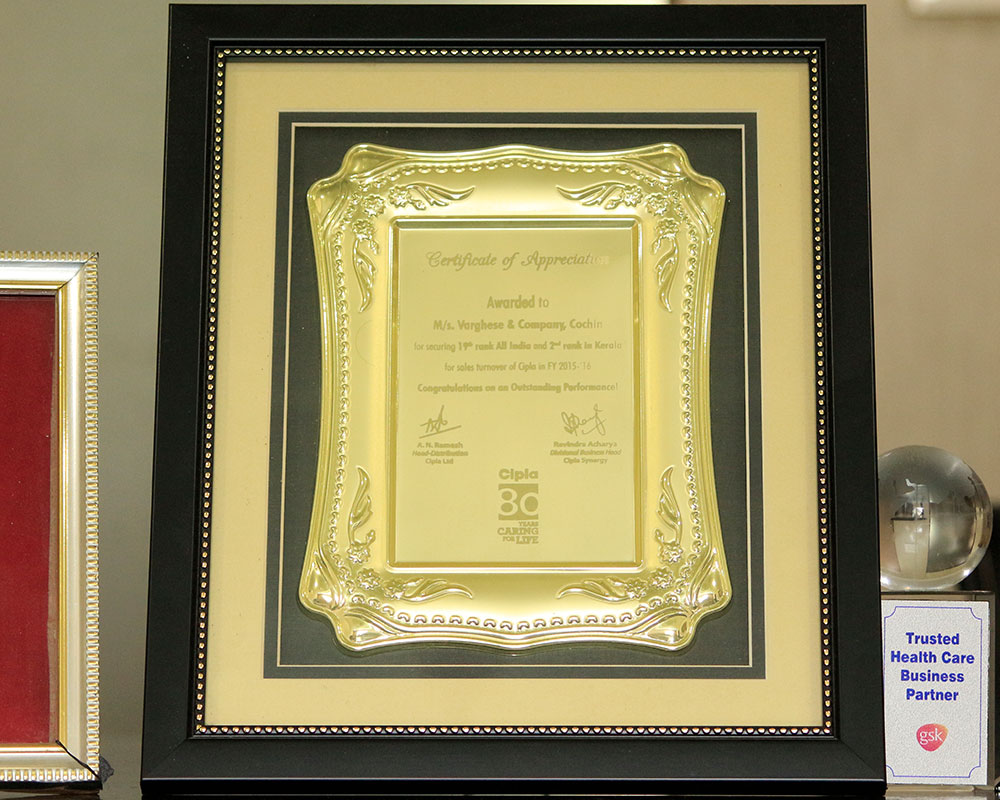 Certificate of Appreciation
Awarded to
M/s. Varghese & Company, Cochin
for securing 19th rank All India and 2nd rank in Kerala
for sales turnover of Cipla in FY 2015-'16
Congratulations on an Outstanding Performance!
A. N. Ramesh
Head-Distribution
Cipla Ltd
Ravindra Acharya
Divisional Business Head
Cipla Synergy
Cipla
80
YEARS
CARING
FOR LIFE
Trusted
Health Care
Business
Partner
gsk